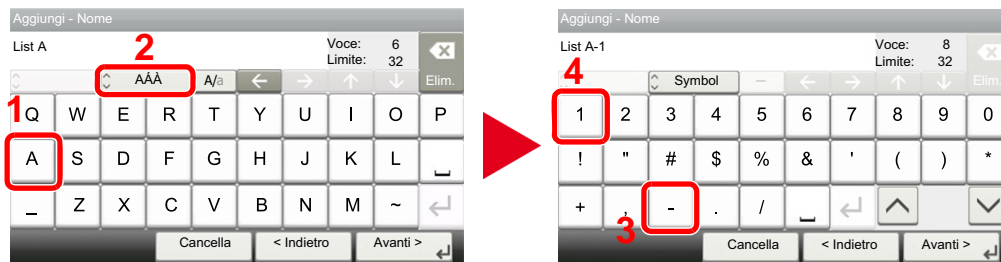 Aggiungi - Nome
List A
Voce: 6
Limite: 32
2
AÁÀ
A/a
← → ↑ ↓
Elim.
1
Q W E R T Y U I O P
A S D F G H J K L
_ Z X C V B N M ~
Cancella
< Indietro
Avanti >
Aggiungi - Nome
List A-1
Voce: 8
Limite: 32
4
Symbol
← → ↑ ↓
Elim.
1 2 3 4 5 6 7 8 9 0
! " # $ % & ' ( ) *
+ , - . /
3
Cancella
< Indietro
Avanti >